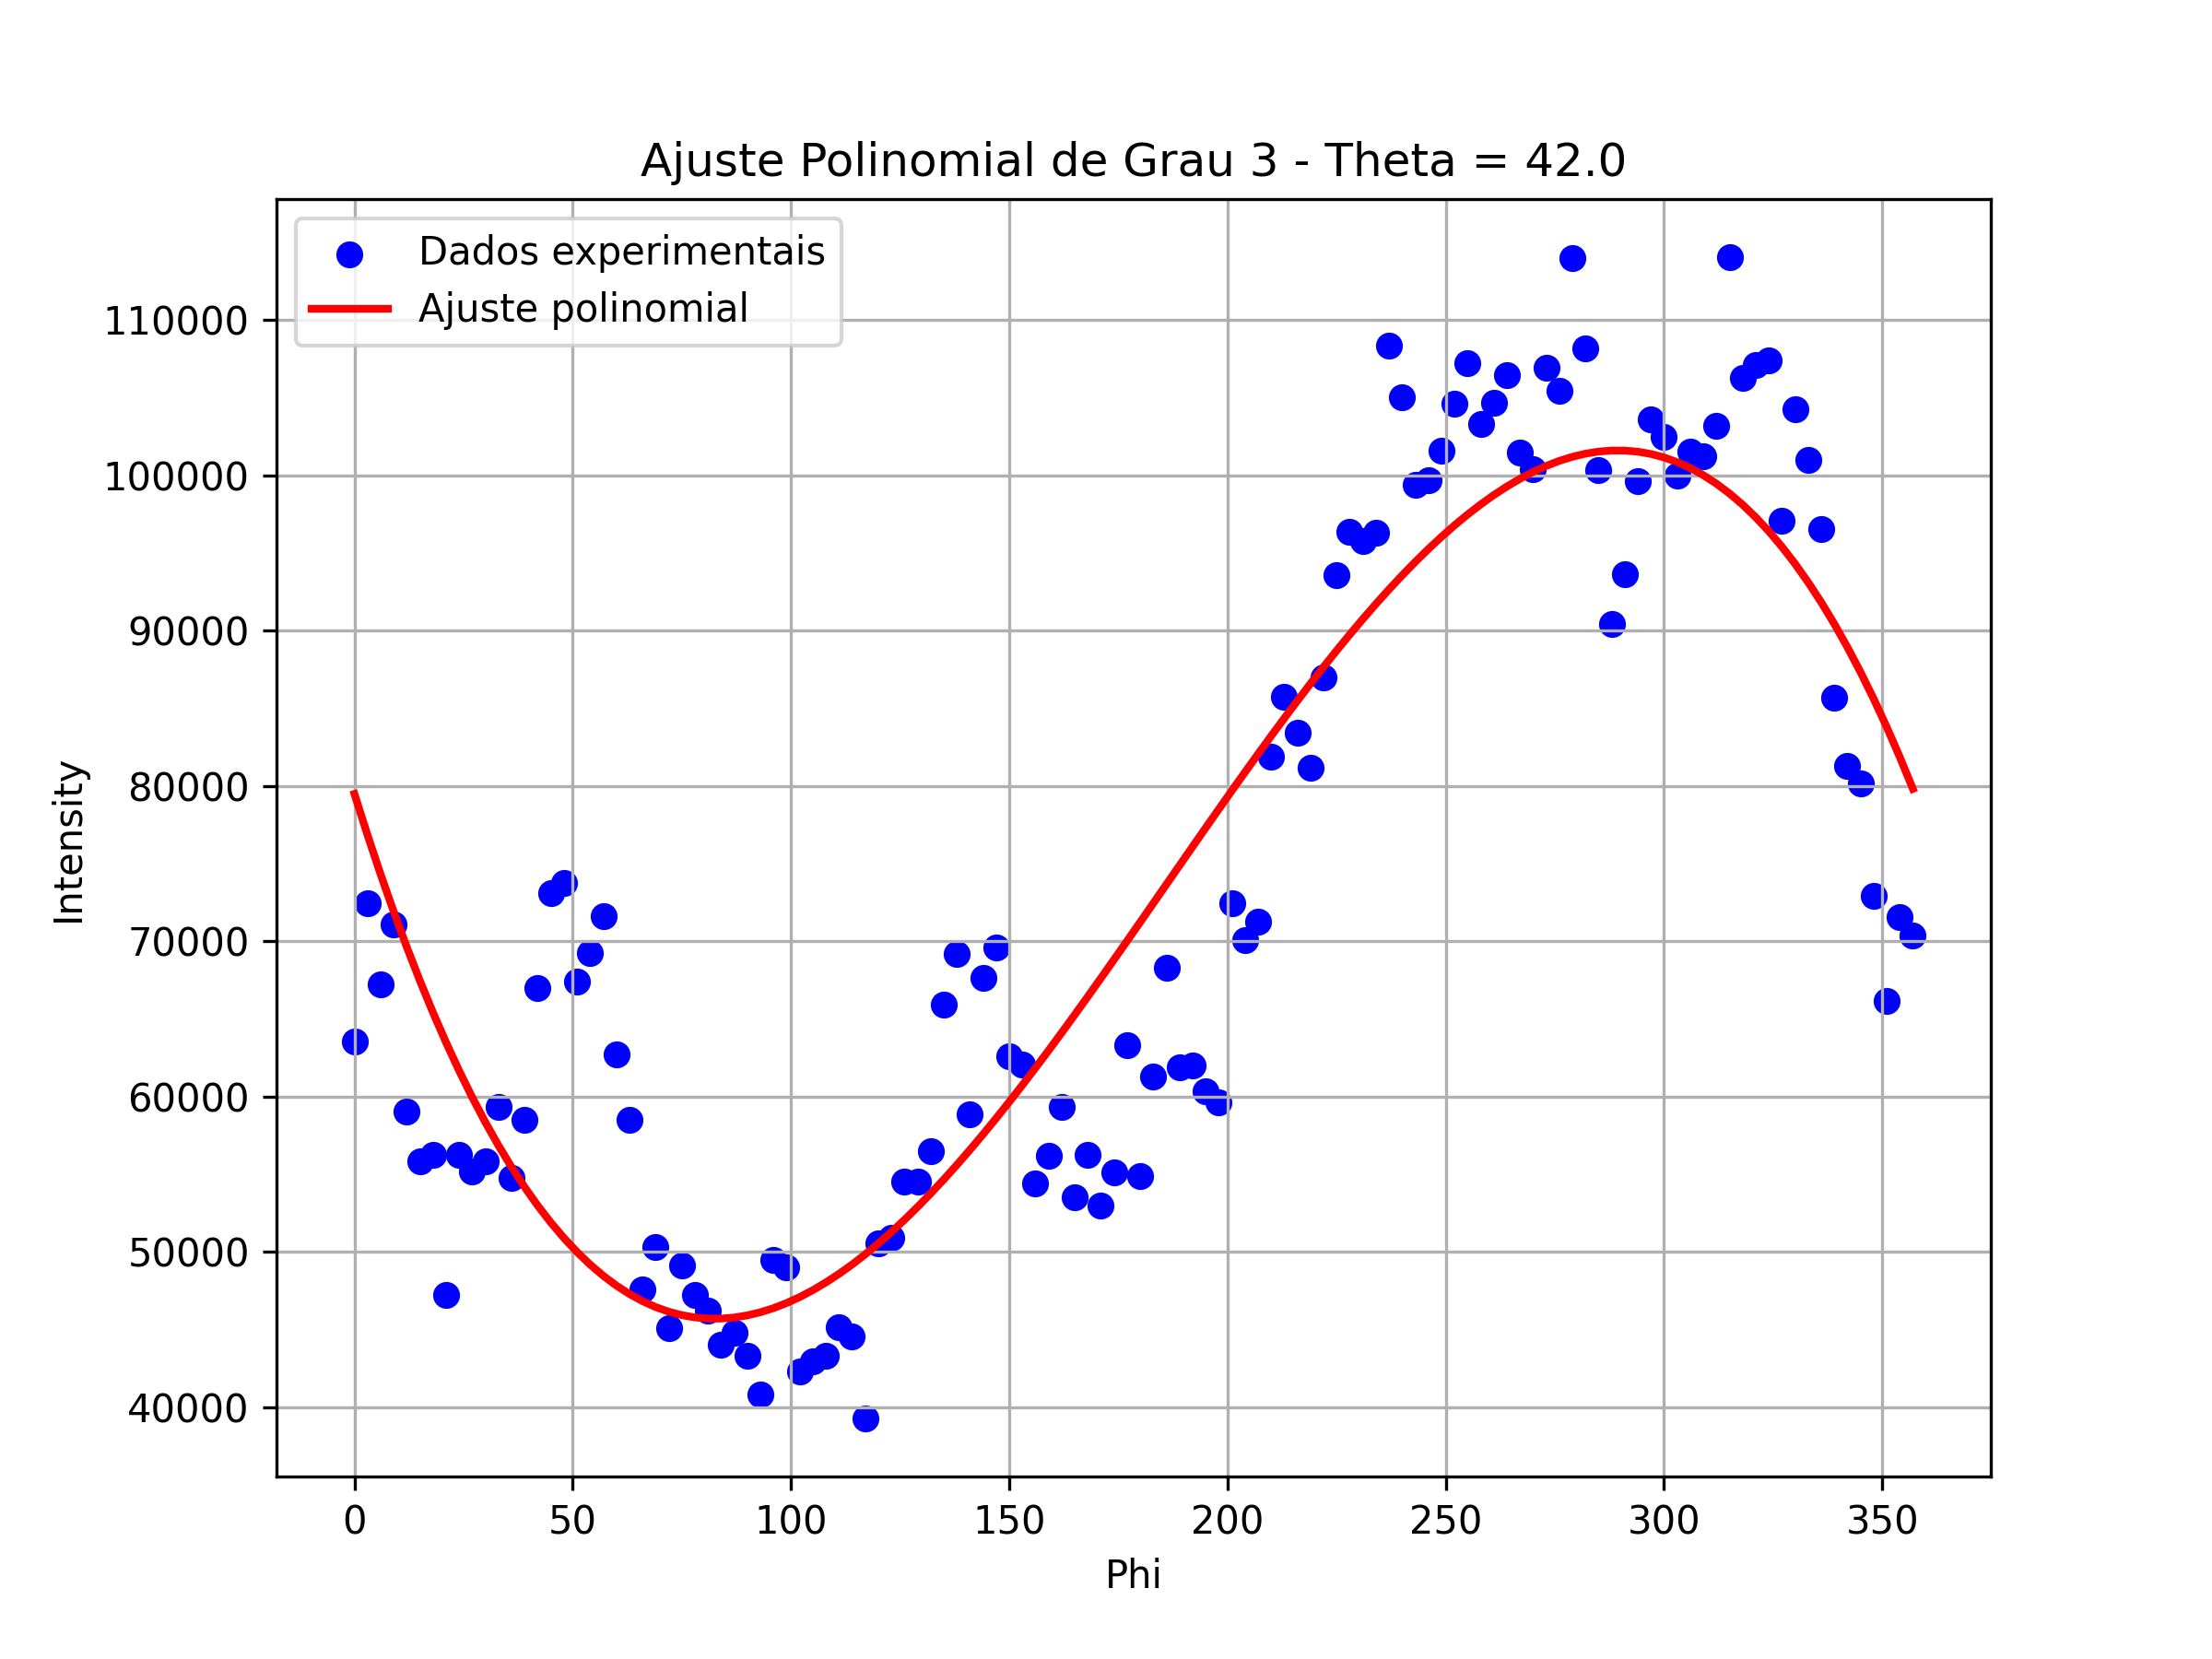 Ajuste Polinomial de Grau 3 - Theta = 42.0
Dados experimentais
Ajuste polinomial
110000
100000
90000
80000
70000
60000
50000
40000
Intensity
0 50 100 150 200 250 300 350
Phi